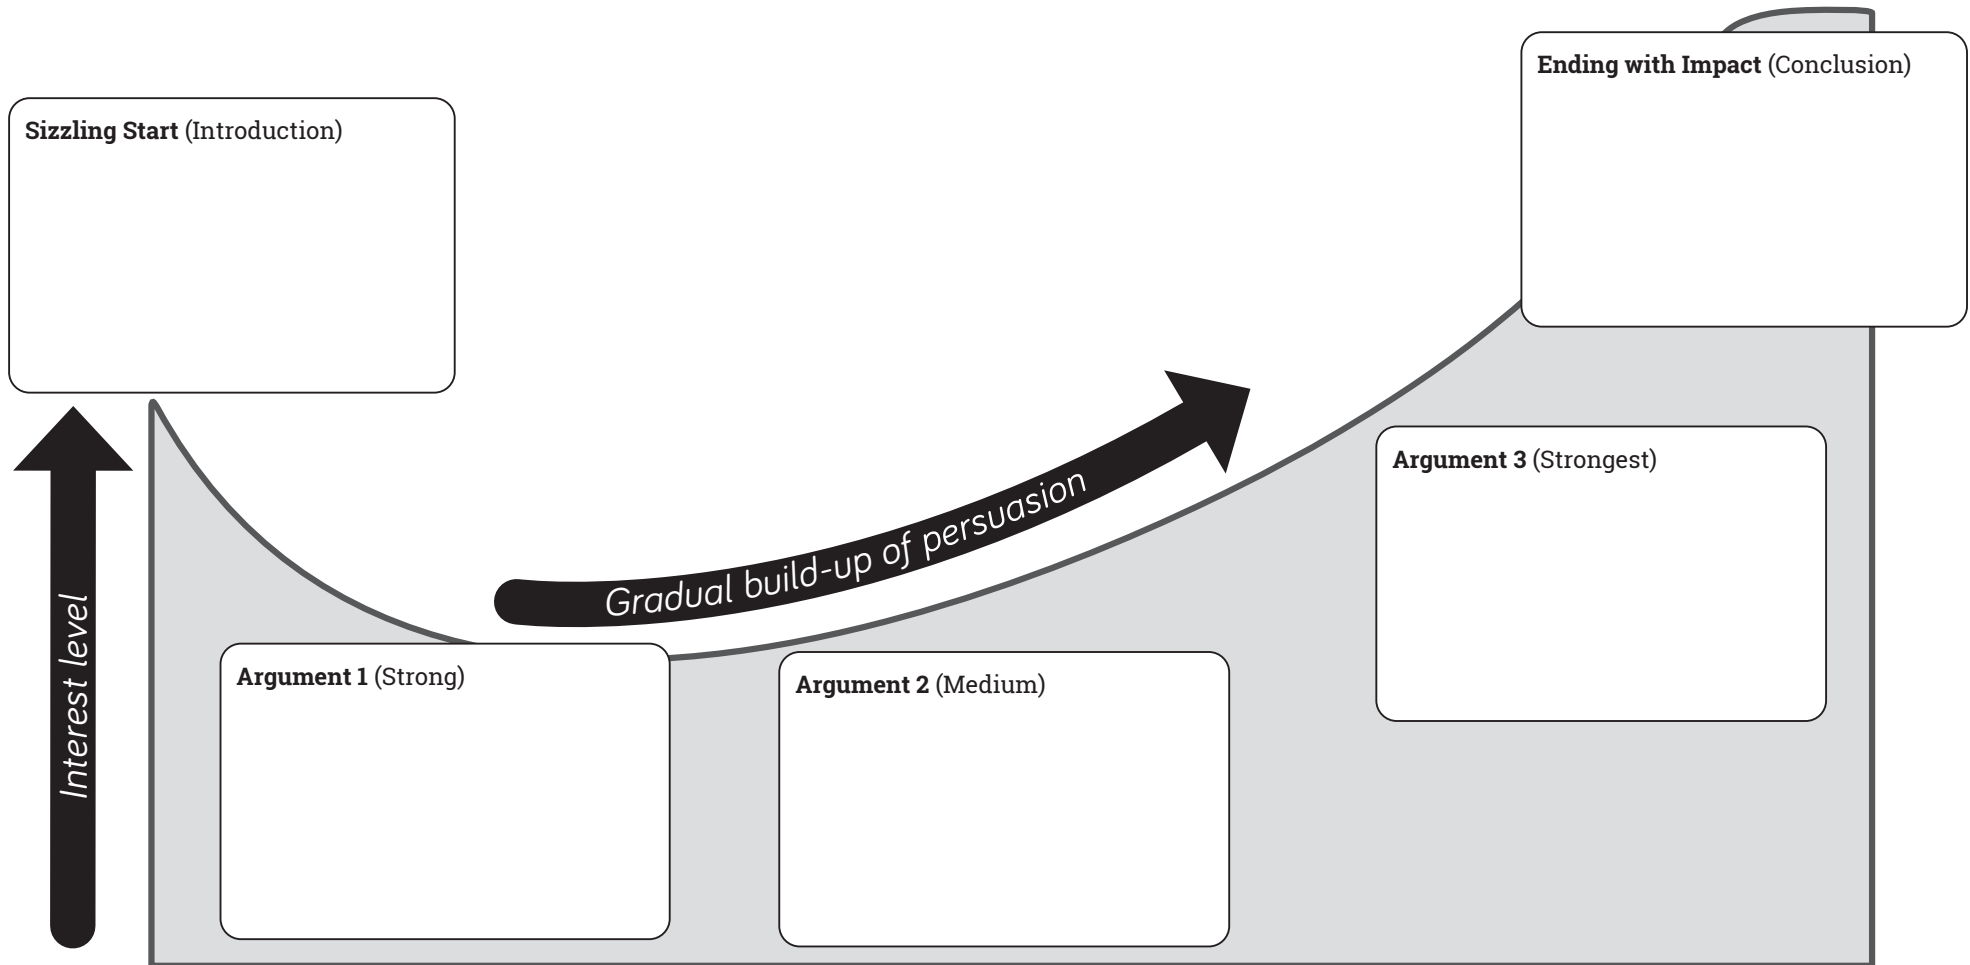 Sizzling Start (Introduction)
Ending with Impact (Conclusion)
Interest level
Gradual build-up of persuasion
Argument 1 (Strong)
Argument 2 (Medium)
Argument 3 (Strongest)